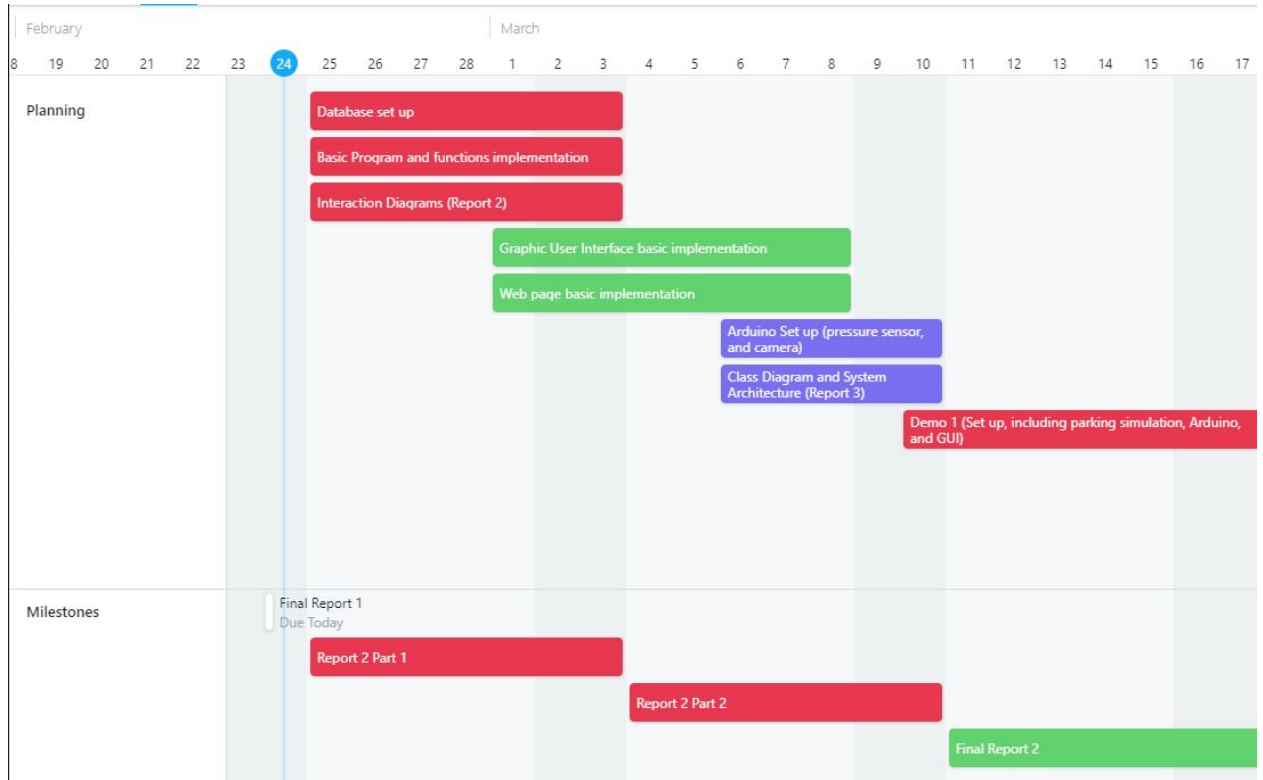 February March
8 19 20 21 22 23 24 25 26 27 28 1 2 3 4 5 6 7 8 9 10 11 12 13 14 15 16 17
Planning
Database set up
Basic Program and functions implementation
Interaction Diagrams (Report 2)
Graphic User Interface basic implementation
Web page basic implementation
Arduino Set up (pressure sensor,
and camera)
Class Diagram and System
Architecture (Report 3)
Demo 1 (Set up, including parking simulation, Arduino,
and GUI)
Milestones
Final Report 1
Due Today
Report 2 Part 1
Report 2 Part 2
Final Report 2